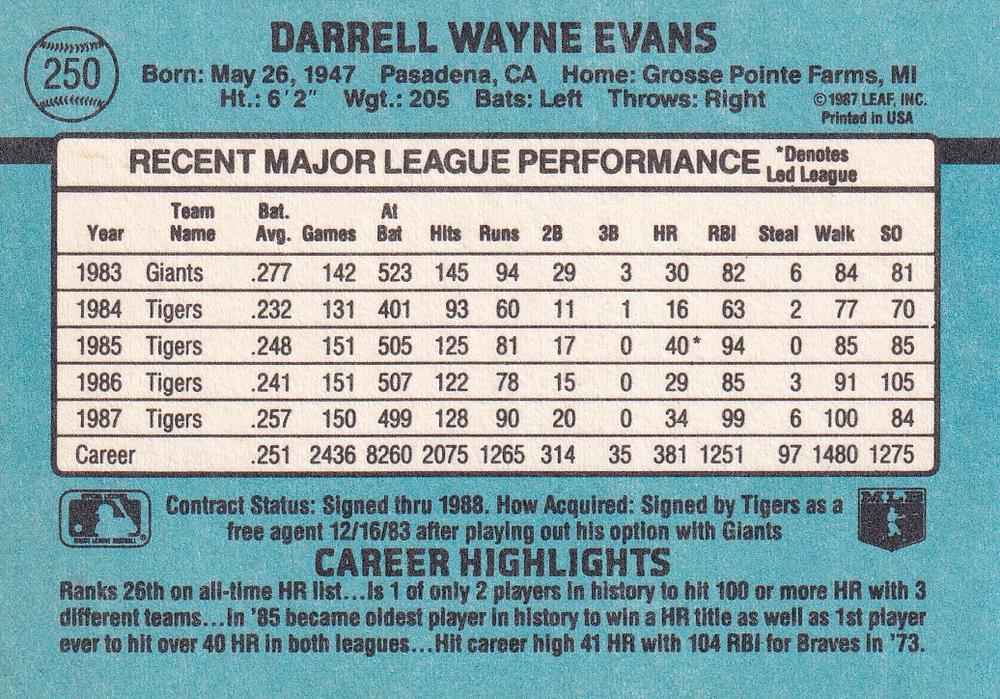 DARRELL WAYNE EVANS
250
Born: May 26, 1947 Pasadena, CA Home: Grosse Pointe Farms, MI
Ht.: 6'2" Wgt.: 205 Bats: Left Throws: Right
©1987 LEAF, INC.
Printed in USA
RECENT MAJOR LEAGUE PERFORMANCE *Denotes Led League
Year Team Name Bat. Avg. Games At Bat Hits Runs 2B 3B HR RBI Steal Walk SO
1983 Giants .277 142 523 145 94 29 3 30 82 6 84 81
1984 Tigers .232 131 401 93 60 11 1 16 63 2 77 70
1985 Tigers .248 151 505 125 81 17 0 40* 94 0 85 85
1986 Tigers .241 151 507 122 78 15 0 29 85 3 91 105
1987 Tigers .257 150 499 128 90 20 0 34 99 6 100 84
Career .251 2436 8260 2075 1265 314 35 381 1251 97 1480 1275
Contract Status: Signed thru 1988. How Acquired: Signed by Tigers as a
free agent 12/16/83 after playing out his option with Giants
MAJOR LEAGUE BASEBALL
MLB
CAREER HIGHLIGHTS
Ranks 26th on all-time HR list...Is 1 of only 2 players in history to hit 100 or more HR with 3
different teams...In '85 became oldest player in history to win a HR title as well as 1st player
ever to hit over 40 HR in both leagues...Hit career high 41 HR with 104 RBI for Braves in '73.